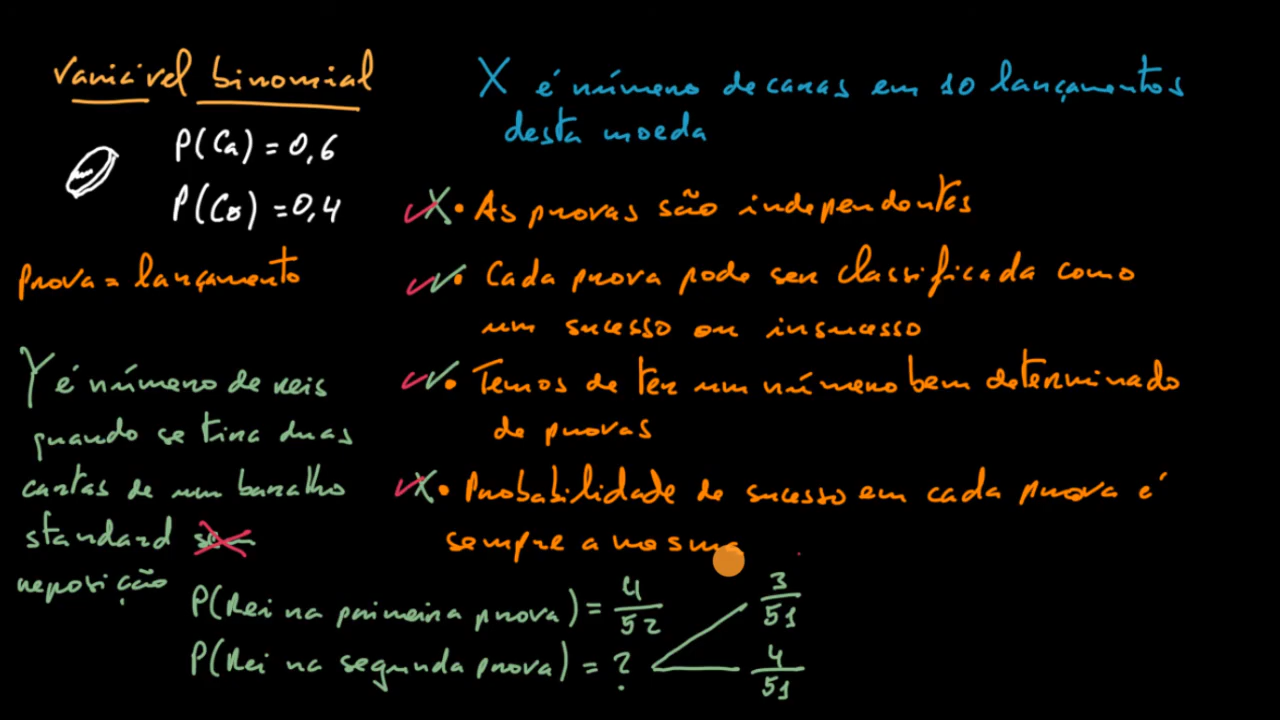 Variável binomial
P(Ca) = 0,6
P(Co) = 0,4
Prova = lançamento
X é número de caras em 10 lançamentos
desta moeda
• As provas são independentes
• Cada prova pode ser classificada como
um sucesso ou insucesso
• Temos de ter um número bem determinado
de provas
• Probabilidade de sucesso em cada prova é
sempre a mesma
Y é número de reis
quando se tira duas
cartas de um baralho
standard sem
reposição
P(Rei na primeira prova) = 4/52
P(Rei na segunda prova) = ?
3/51
4/51